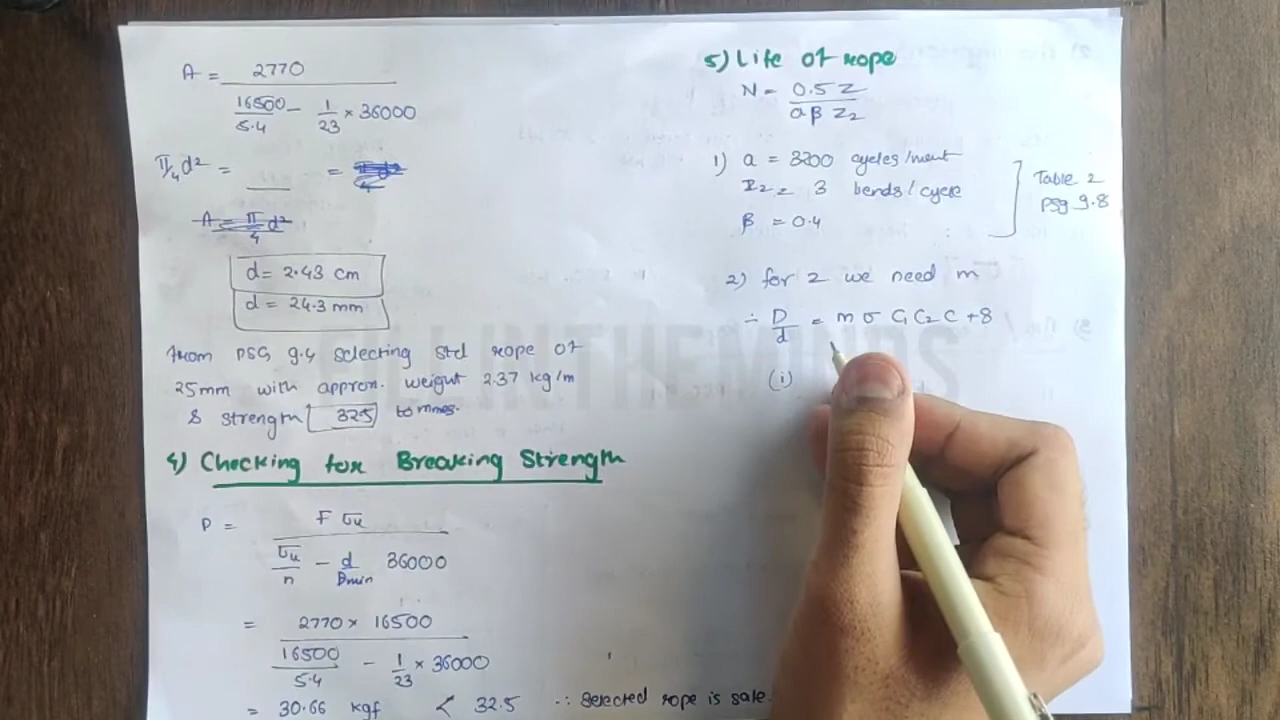 A = 2770
16500/5.4 - 1/23 × 36000
π/4 d² = ___ =
A = π/4 d²
d = 2.43 cm
d = 24.3 mm
from PSG 9.4 selecting std rope of
25mm with approx. weight 2.37 kg/m
& strength 32.5 tonnes.
4) Checking for Breaking Strength
P = F σu
σu/n - d/Dmin 36000
= 2770 × 16500
16500/5.4 - 1/23 × 36000
= 30.66 kgf < 32.5 ∴ selected rope is safe.
5) Life of rope
N = 0.5 Z
a β Z2
1) a = 3200 cycles/
Z2 = 3 bends/cycle
β = 0.4
Table 2
PSG 9.8
2) for Z we need m
∴ D/d = m σ C1 C2 C + 8
(i)
FILLINTHEMINDS